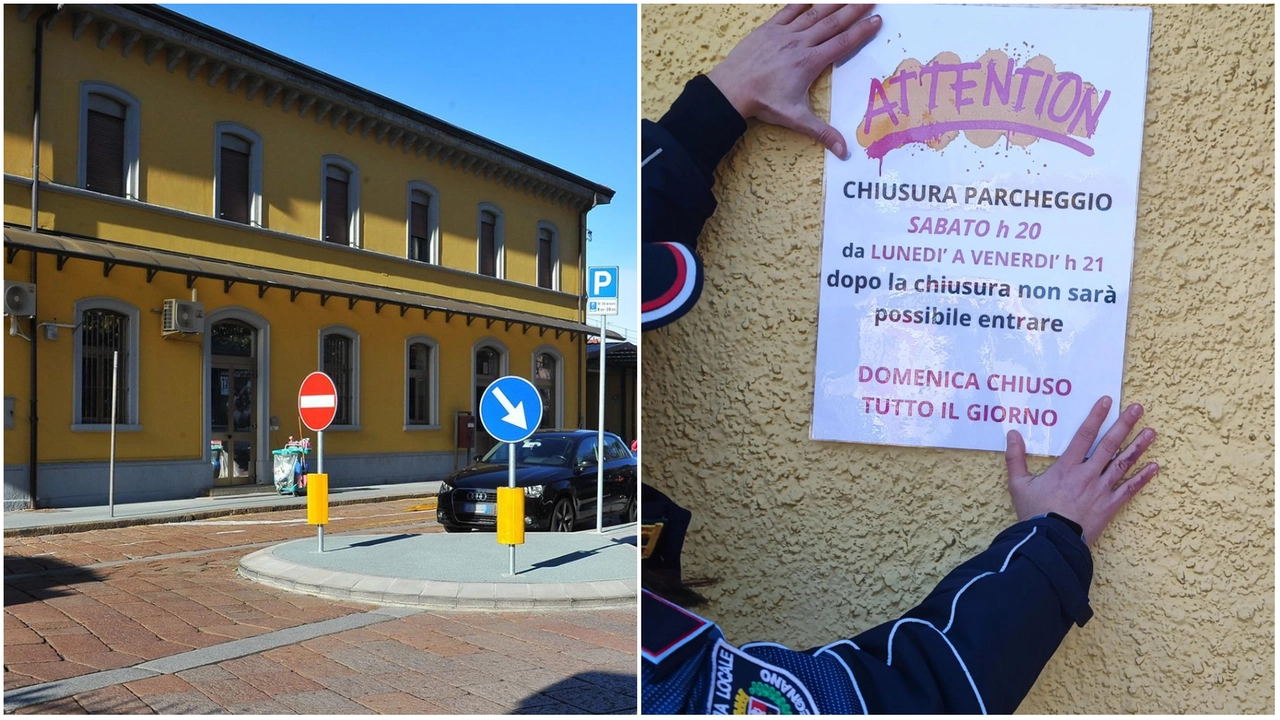 P
ATTENTION
CHIUSURA PARCHEGGIO
SABATO h 20
da LUNEDI' A VENERDI' h 21
dopo la chiusura non sarà
possibile entrare
DOMENICA CHIUSO
TUTTO IL GIORNO
LOCALE